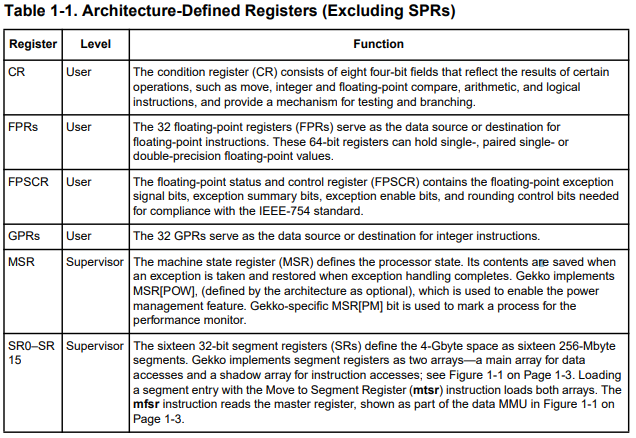 Table 1-1. Architecture-Defined Registers (Excluding SPRs)
Register Level Function
CR User The condition register (CR) consists of eight four-bit fields that reflect the results of certain
operations, such as move, integer and floating-point compare, arithmetic, and logical
instructions, and provide a mechanism for testing and branching.
FPRs User The 32 floating-point registers (FPRs) serve as the data source or destination for
floating-point instructions. These 64-bit registers can hold single-, paired single- or
double-precision floating-point values.
FPSCR User The floating-point status and control register (FPSCR) contains the floating-point exception
signal bits, exception summary bits, exception enable bits, and rounding control bits needed
for compliance with the IEEE-754 standard.
GPRs User The 32 GPRs serve as the data source or destination for integer instructions.
MSR Supervisor The machine state register (MSR) defines the processor state. Its contents are saved when
an exception is taken and restored when exception handling completes. Gekko implements
MSR[POW], (defined by the architecture as optional), which is used to enable the power
management feature. Gekko-specific MSR[PM] bit is used to mark a process for the
performance monitor.
SR0–SR Supervisor The sixteen 32-bit segment registers (SRs) define the 4-Gbyte space as sixteen 256-Mbyte
15 segments. Gekko implements segment registers as two arrays—a main array for data
accesses and a shadow array for instruction accesses; see Figure 1-1 on Page 1-3. Loading
a segment entry with the Move to Segment Register (mtsr) instruction loads both arrays. The
mfsr instruction reads the master register, shown as part of the data MMU in Figure 1-1 on
Page 1-3.